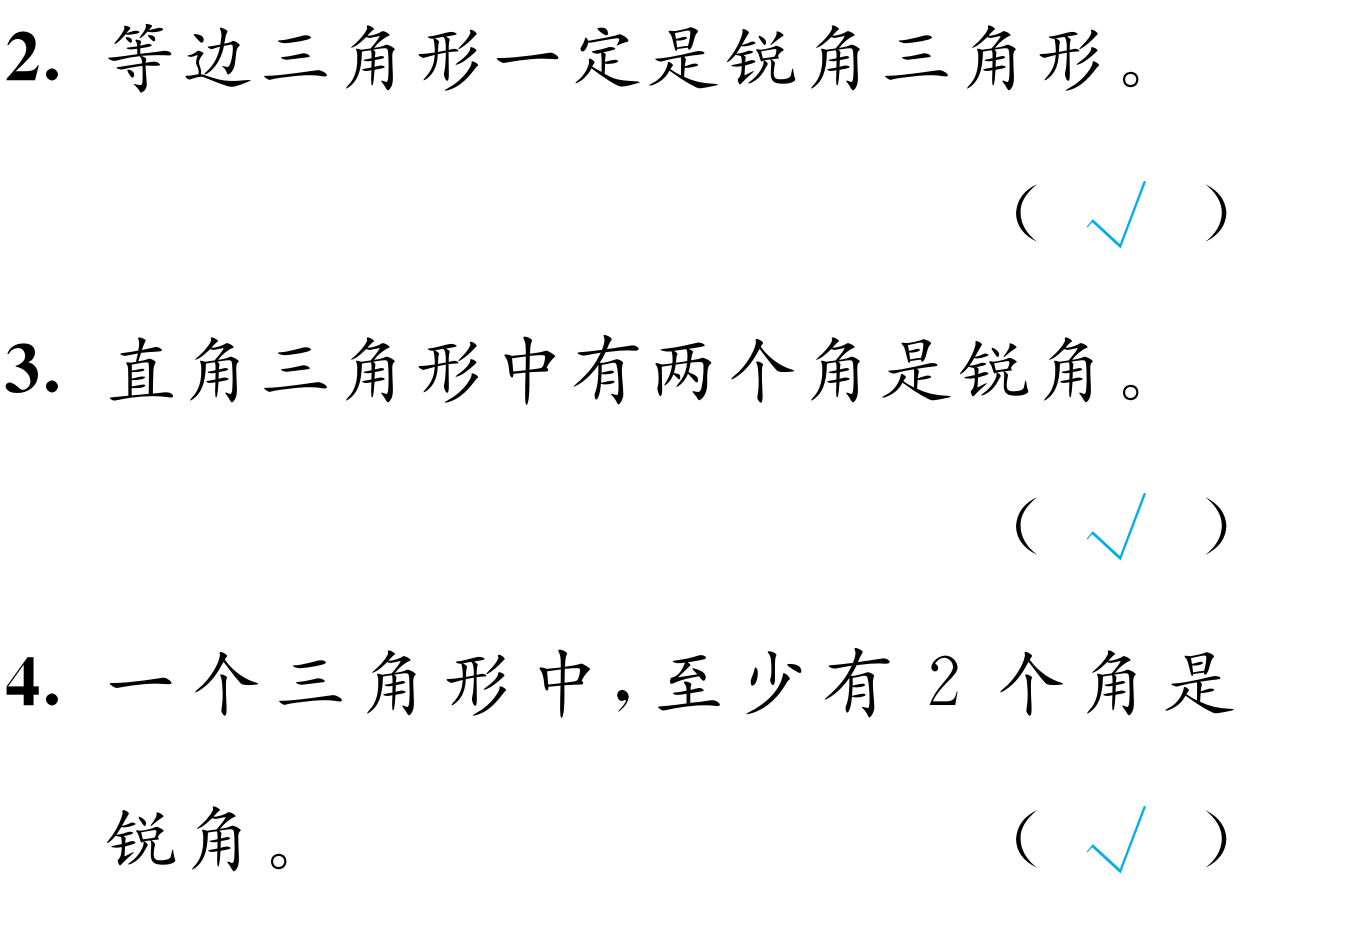 2. 等边三角形一定是锐角三角形。
( √ )
3. 直角三角形中有两个角是锐角。
( √ )
4. 一个三角形中,至少有 2 个角是
锐角。 ( √ )